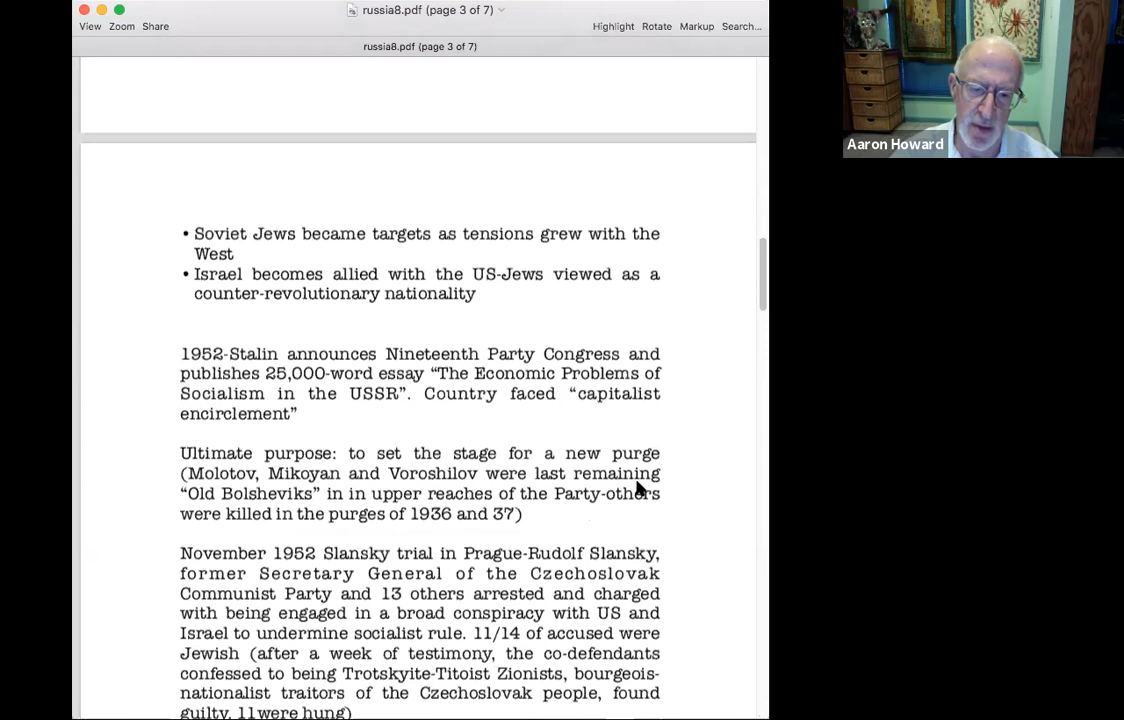 russia8.pdf (page 3 of 7)
View Zoom Share Highlight Rotate Markup Search...
russia8.pdf (page 3 of 7)
Aaron Howard
• Soviet Jews became targets as tensions grew with the
West
• Israel becomes allied with the US-Jews viewed as a
counter-revolutionary nationality
1952-Stalin announces Nineteenth Party Congress and
publishes 25,000-word essay “The Economic Problems of
Socialism in the USSR”. Country faced “capitalist
encirclement”
Ultimate purpose: to set the stage for a new purge
(Molotov, Mikoyan and Voroshilov were last remaining
“Old Bolsheviks” in in upper reaches of the Party-others
were killed in the purges of 1936 and 37)
November 1952 Slansky trial in Prague-Rudolf Slansky,
former Secretary General of the Czechoslovak
Communist Party and 13 others arrested and charged
with being engaged in a broad conspiracy with US and
Israel to undermine socialist rule. 11/14 of accused were
Jewish (after a week of testimony, the co-defendants
confessed to being Trotskyite-Titoist Zionists, bourgeois-
nationalist traitors of the Czechoslovak people, found
guilty, 11were hung)